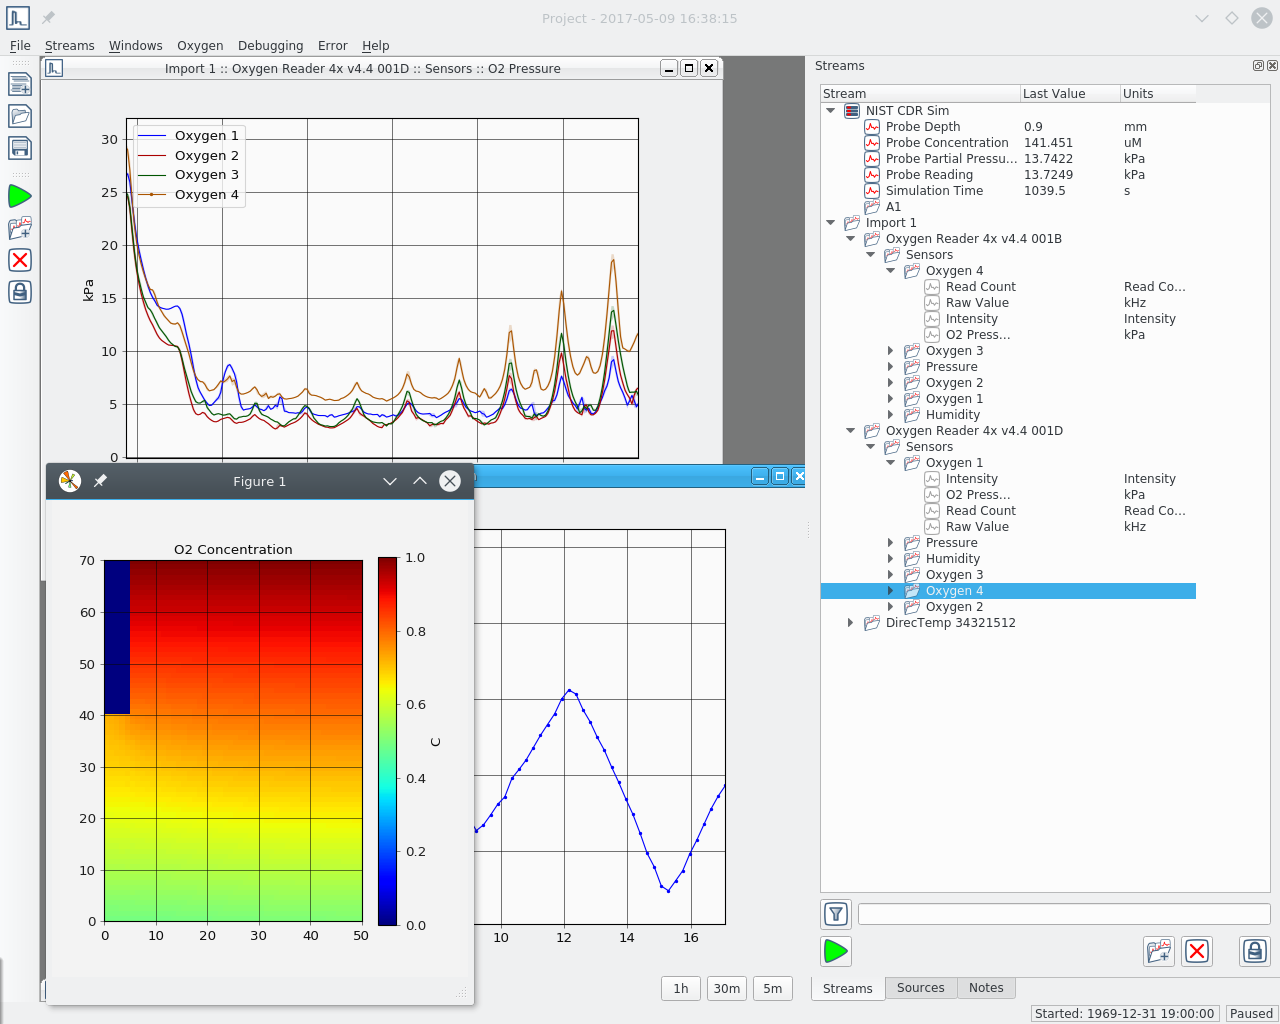 Project - 2017-05-09 16:38:15
File Streams Windows Oxygen Debugging Error Help
Import 1 :: Oxygen Reader 4x v4.4 001D :: Sensors :: O2 Pressure
Oxygen 1
Oxygen 2
Oxygen 3
Oxygen 4
30
25
20
15
10
5
0
kPa
Figure 1
O2 Concentration
70
60
50
40
30
20
10
0
0 10 20 30 40 50
1.0
0.8
0.6
0.4
0.2
0.0
C
10 12 14 16
1h 30m 5m
Streams
Stream Last Value Units
NIST CDR Sim
Probe Depth 0.9 mm
Probe Concentration 141.451 uM
Probe Partial Pressu... 13.7422 kPa
Probe Reading 13.7249 kPa
Simulation Time 1039.5 s
A1
Import 1
Oxygen Reader 4x v4.4 001B
Sensors
Oxygen 4
Read Count Read Co...
Raw Value kHz
Intensity Intensity
O2 Press... kPa
Oxygen 3
Pressure
Oxygen 2
Oxygen 1
Humidity
Oxygen Reader 4x v4.4 001D
Sensors
Oxygen 1
Intensity Intensity
O2 Press... kPa
Read Count Read Co...
Raw Value kHz
Pressure
Humidity
Oxygen 3
Oxygen 4
Oxygen 2
DirecTemp 34321512
Streams Sources Notes
Started: 1969-12-31 19:00:00 Paused